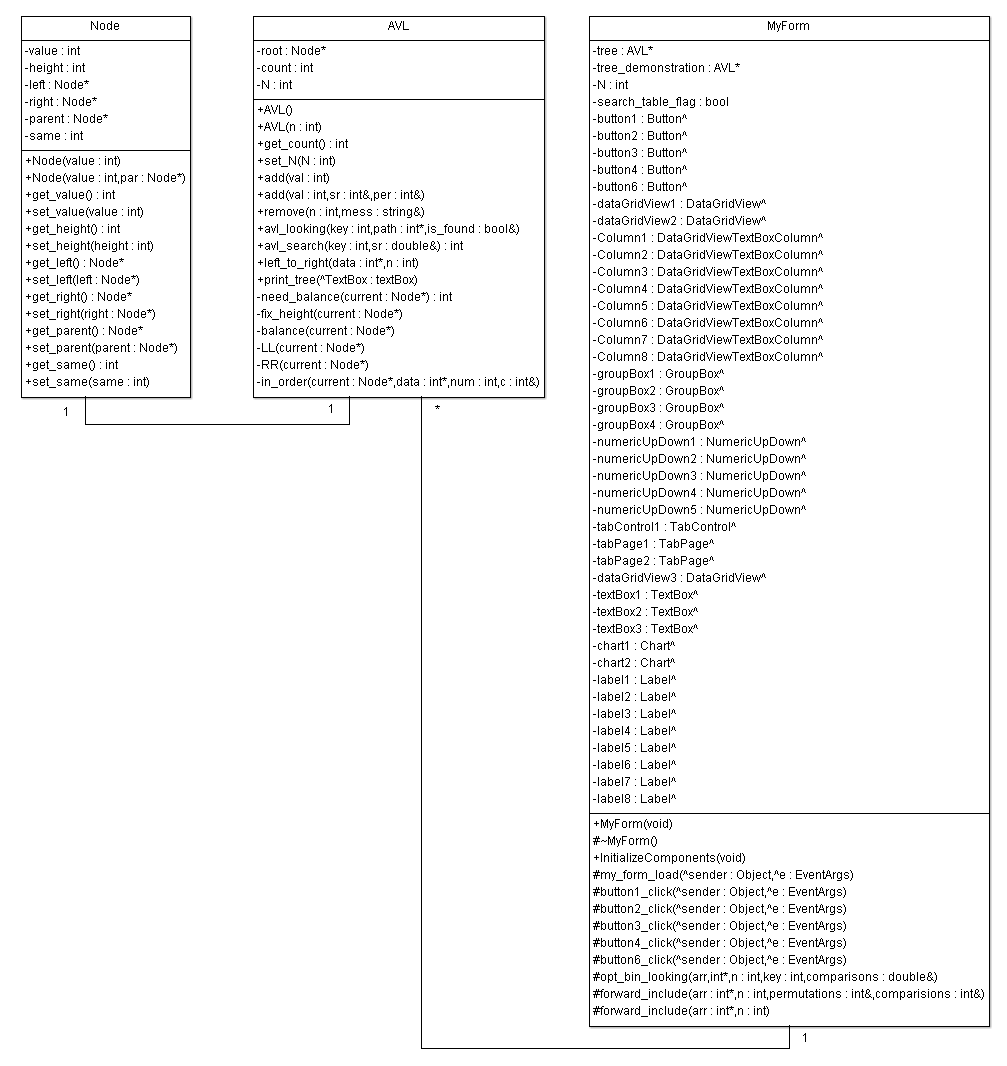 Node
-value : int
-height : int
-left : Node*
-right : Node*
-parent : Node*
-same : int
+Node(value : int)
+Node(value : int,par : Node*)
+get_value() : int
+set_value(value : int)
+get_height() : int
+set_height(height : int)
+get_left() : Node*
+set_left(left : Node*)
+get_right() : Node*
+set_right(right : Node*)
+get_parent() : Node*
+set_parent(parent : Node*)
+get_same() : int
+set_same(same : int)
1
AVL
-root : Node*
-count : int
-N : int
+AVL()
+AVL(n : int)
+get_count() : int
+set_N(N : int)
+add(val : int)
+add(val : int,sr : int&,per : int&)
+remove(n : int,mess : string&)
+avl_looking(key : int,path : int*,is_found : bool&)
+avl_search(key : int,sr : double&) : int
+left_to_right(data : int*,n : int)
+print_tree(^TextBox : textBox)
-need_balance(current : Node*) : int
-fix_height(current : Node*)
-balance(current : Node*)
-LL(current : Node*)
-RR(current : Node*)
-in_order(current : Node*,data : int*,num : int,c : int&)
1
*
MyForm
-tree : AVL*
-tree_demonstration : AVL*
-N : int
-search_table_flag : bool
-button1 : Button^
-button2 : Button^
-button3 : Button^
-button4 : Button^
-button6 : Button^
-dataGridView1 : DataGridView^
-dataGridView2 : DataGridView^
-Column1 : DataGridViewTextBoxColumn^
-Column2 : DataGridViewTextBoxColumn^
-Column3 : DataGridViewTextBoxColumn^
-Column4 : DataGridViewTextBoxColumn^
-Column5 : DataGridViewTextBoxColumn^
-Column6 : DataGridViewTextBoxColumn^
-Column7 : DataGridViewTextBoxColumn^
-Column8 : DataGridViewTextBoxColumn^
-groupBox1 : GroupBox^
-groupBox2 : GroupBox^
-groupBox3 : GroupBox^
-groupBox4 : GroupBox^
-numericUpDown1 : NumericUpDown^
-numericUpDown2 : NumericUpDown^
-numericUpDown3 : NumericUpDown^
-numericUpDown4 : NumericUpDown^
-numericUpDown5 : NumericUpDown^
-tabControl1 : TabControl^
-tabPage1 : TabPage^
-tabPage2 : TabPage^
-dataGridView3 : DataGridView^
-textBox1 : TextBox^
-textBox2 : TextBox^
-textBox3 : TextBox^
-chart1 : Chart^
-chart2 : Chart^
-label1 : Label^
-label2 : Label^
-label3 : Label^
-label4 : Label^
-label5 : Label^
-label6 : Label^
-label7 : Label^
-label8 : Label^
+MyForm(void)
#~MyForm()
+InitializeComponents(void)
#my_form_load(^sender : Object,^e : EventArgs)
#button1_click(^sender : Object,^e : EventArgs)
#button2_click(^sender : Object,^e : EventArgs)
#button3_click(^sender : Object,^e : EventArgs)
#button4_click(^sender : Object,^e : EventArgs)
#button6_click(^sender : Object,^e : EventArgs)
#opt_bin_looking(arr,int*,n : int,key : int,comparisons : double&)
#forward_include(arr : int*,n : int,permutations : int&,comparisions : int&)
#forward_include(arr : int*,n : int)
1